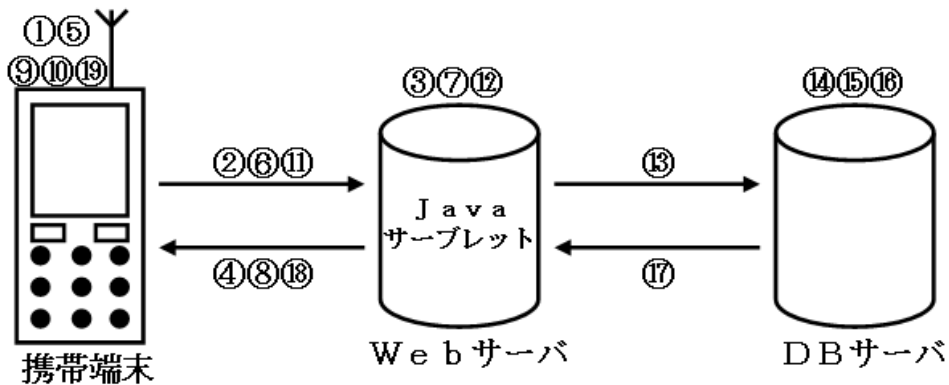 ①⑤
⑨⑩⑲
③⑦⑫
⑭⑮⑯
②⑥⑪
⑬
Ｊａｖａ
サーブレット
④⑧⑱
⑰
携帯端末
Ｗｅｂサーバ
ＤＢサーバ